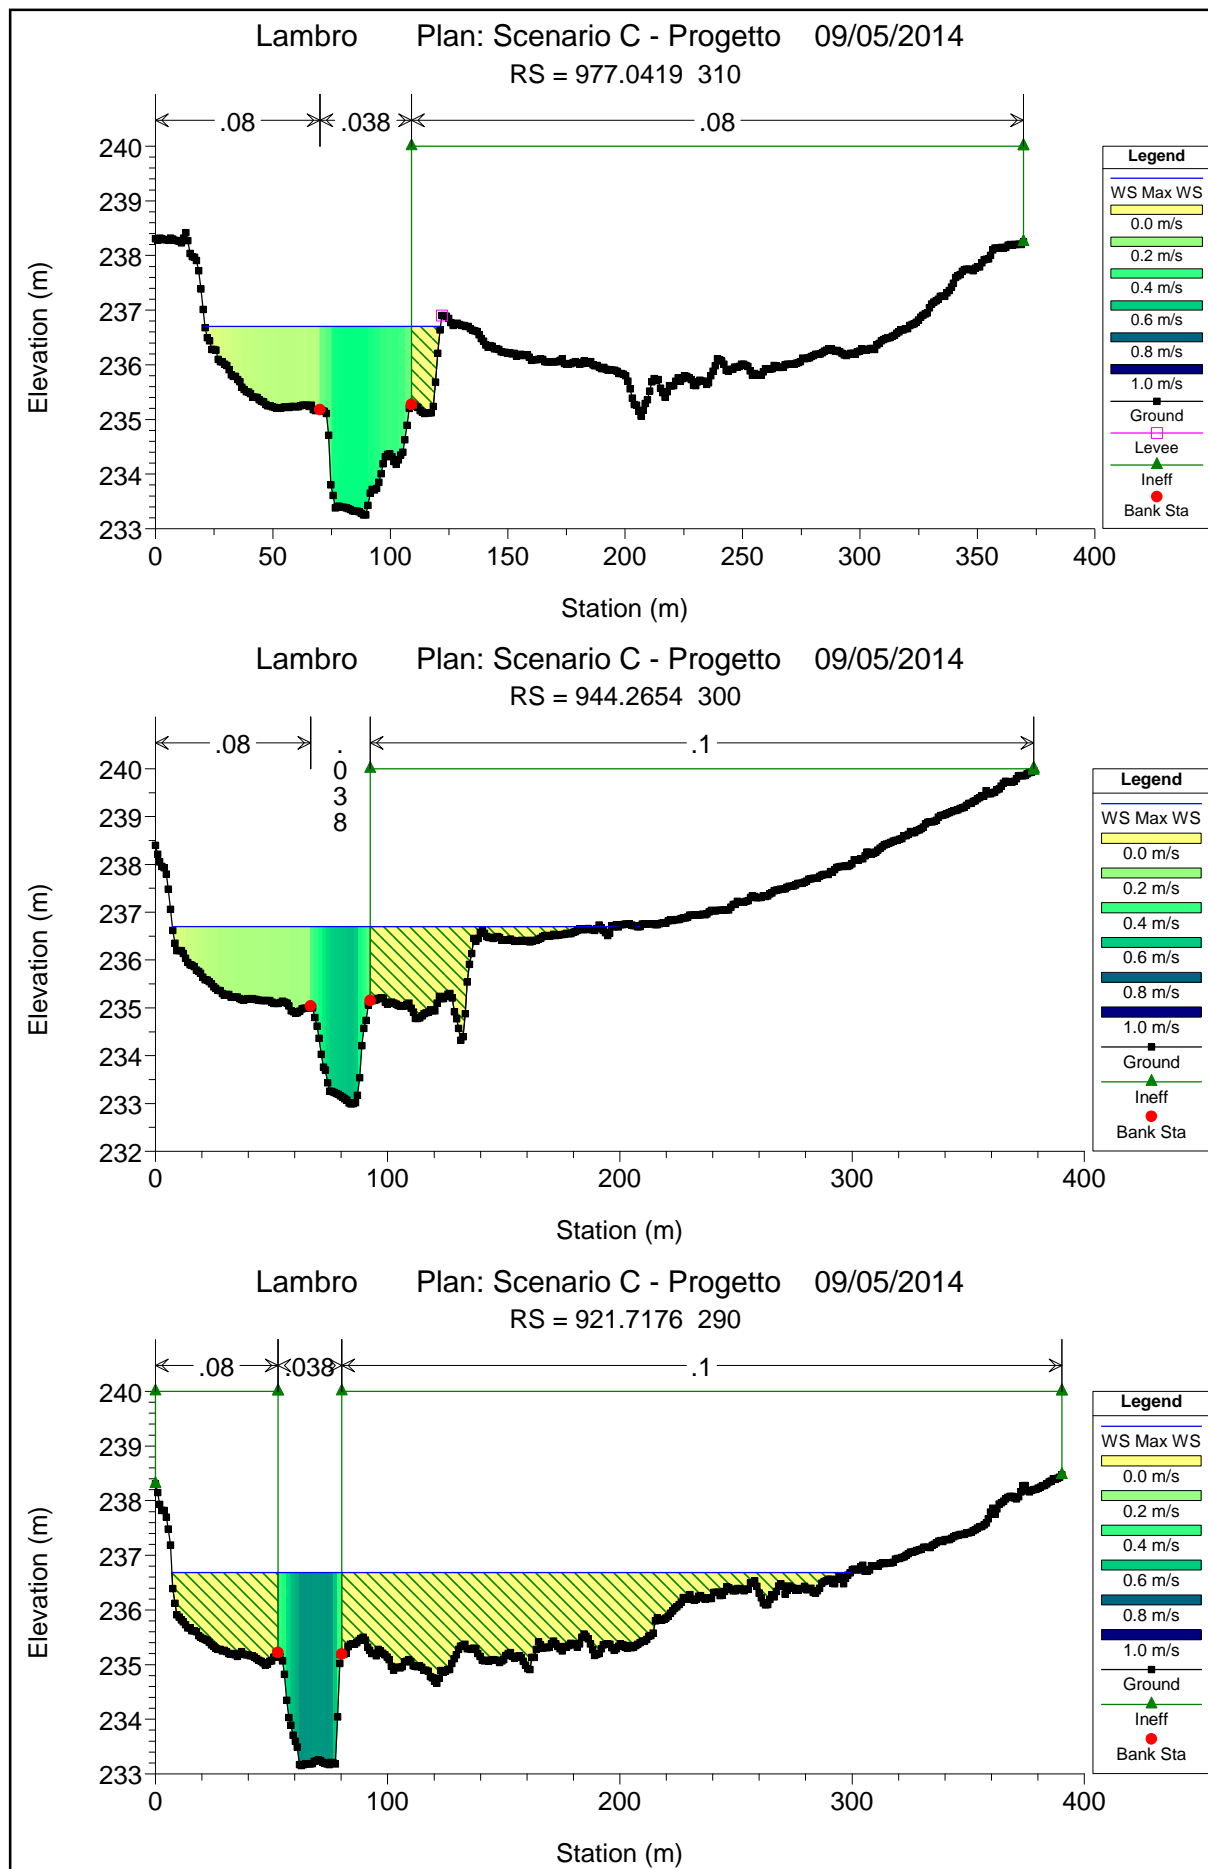 Lambro Plan: Scenario C - Progetto 09/05/2014
RS = 977.0419 310
.08 .038 .08
240
239
238
237
236
235
234
233
Elevation (m)
0 50 100 150 200 250 300 350 400
Station (m)
Legend
WS Max WS
0.0 m/s
0.2 m/s
0.4 m/s
0.6 m/s
0.8 m/s
1.0 m/s
Ground
Levee
Ineff
Bank Sta
Lambro Plan: Scenario C - Progetto 09/05/2014
RS = 944.2654 300
.08 .038 .1
240
239
238
237
236
235
234
233
232
Elevation (m)
0 100 200 300 400
Station (m)
Legend
WS Max WS
0.0 m/s
0.2 m/s
0.4 m/s
0.6 m/s
0.8 m/s
1.0 m/s
Ground
Ineff
Bank Sta
Lambro Plan: Scenario C - Progetto 09/05/2014
RS = 921.7176 290
.08 .038 .1
240
239
238
237
236
235
234
233
Elevation (m)
0 100 200 300 400
Station (m)
Legend
WS Max WS
0.0 m/s
0.2 m/s
0.4 m/s
0.6 m/s
0.8 m/s
1.0 m/s
Ground
Ineff
Bank Sta